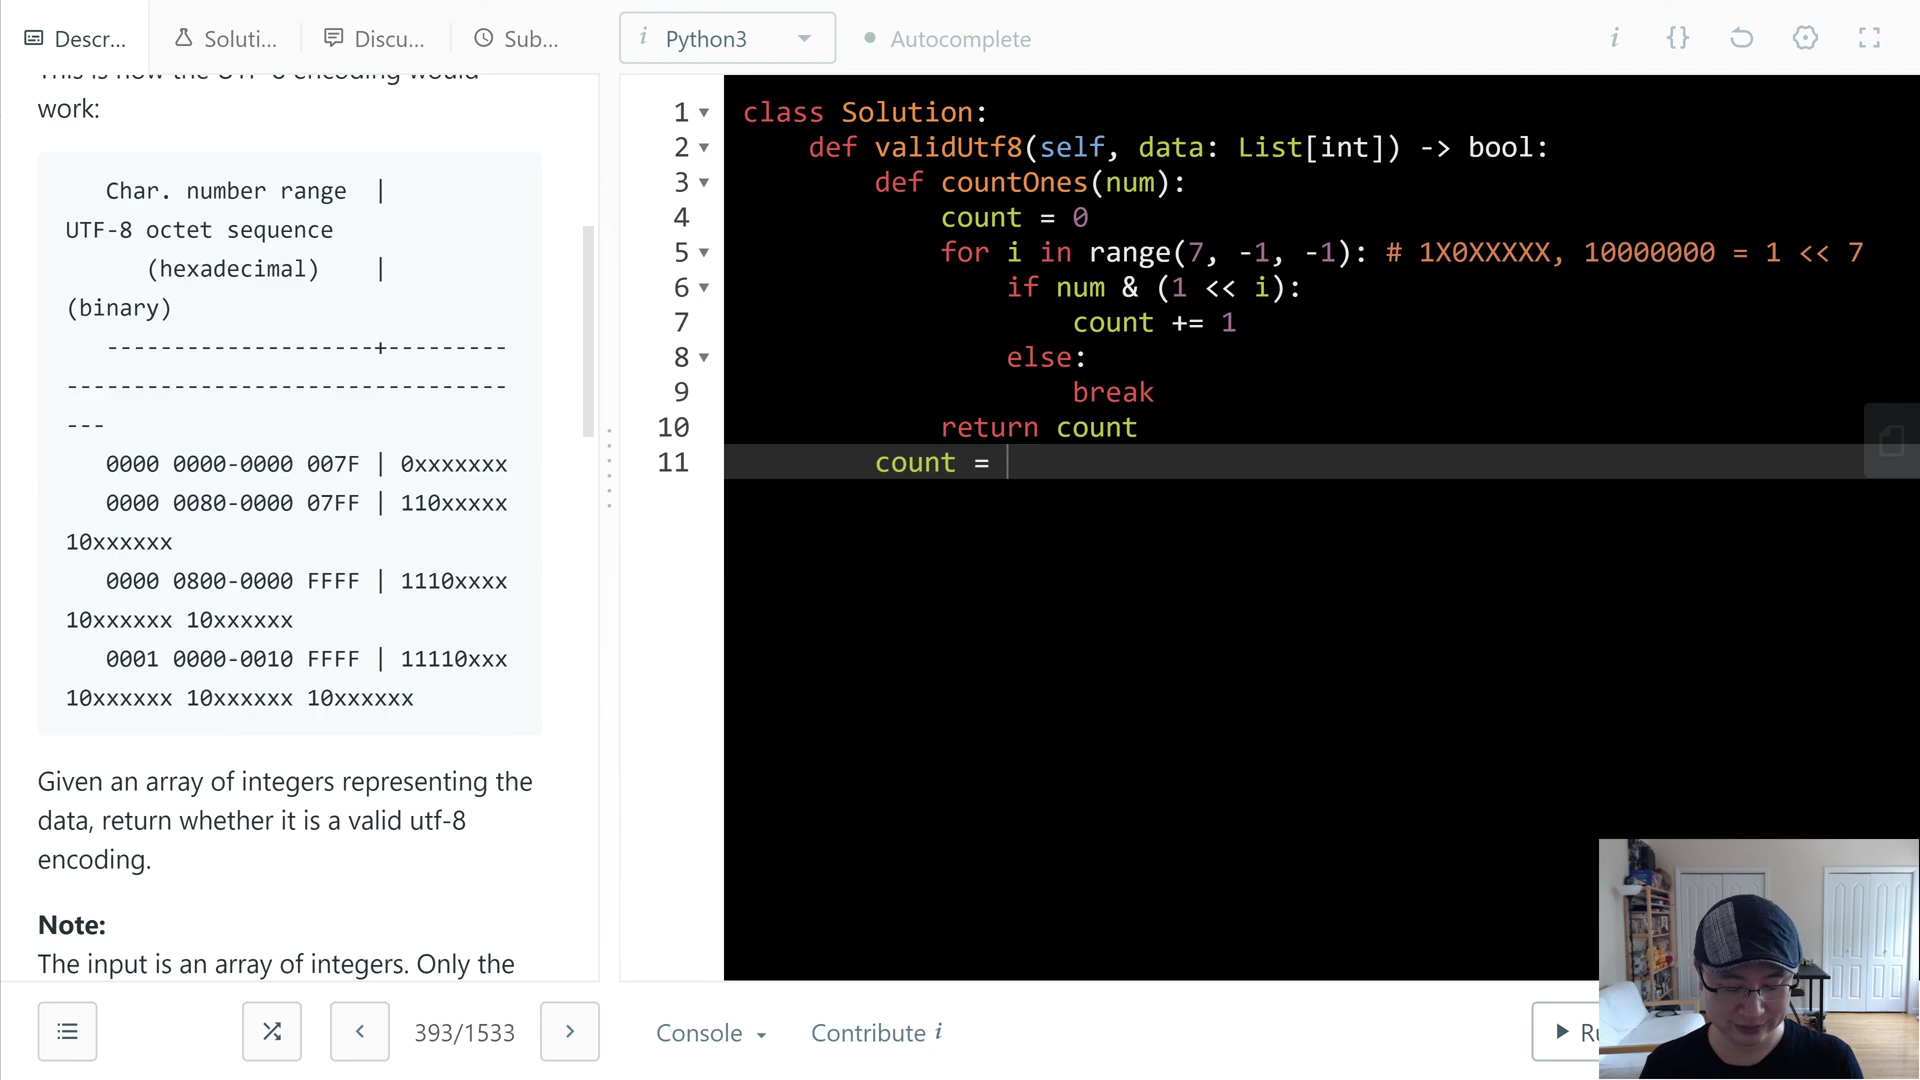 Descr...
Soluti...
Discu...
Sub...
i Python3
Autocomplete
i {}
work:
Char. number range |
UTF-8 octet sequence
(hexadecimal) |
(binary)
--------------------+---------
---------------------------------
---
0000 0000-0000 007F | 0xxxxxxx
0000 0080-0000 07FF | 110xxxxx
10xxxxxx
0000 0800-0000 FFFF | 1110xxxx
10xxxxxx 10xxxxxx
0001 0000-0010 FFFF | 11110xxx
10xxxxxx 10xxxxxx 10xxxxxx
Given an array of integers representing the
data, return whether it is a valid utf-8
encoding.
Note:
The input is an array of integers. Only the
1 class Solution:
2 def validUtf8(self, data: List[int]) -> bool:
3 def countOnes(num):
4 count = 0
5 for i in range(7, -1, -1): # 1X0XXXXX, 10000000 = 1 << 7
6 if num & (1 << i):
7 count += 1
8 else:
9 break
10 return count
11 count =
393/1533
Console
Contribute i